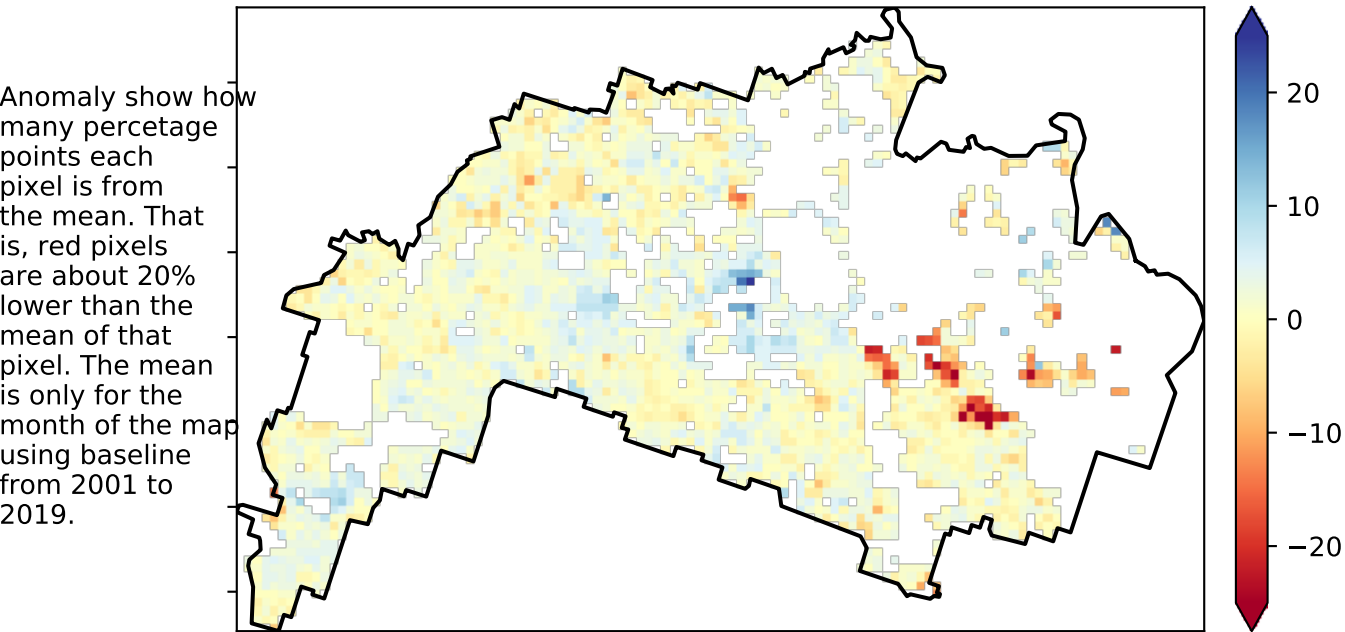 Anomaly show how
many percetage
points each
pixel is from
the mean. That
is, red pixels
are about 20%
lower than the
mean of that
pixel. The mean
is only for the
month of the map
using baseline
from 2001 to
2019.
20
10
0
−10
−20